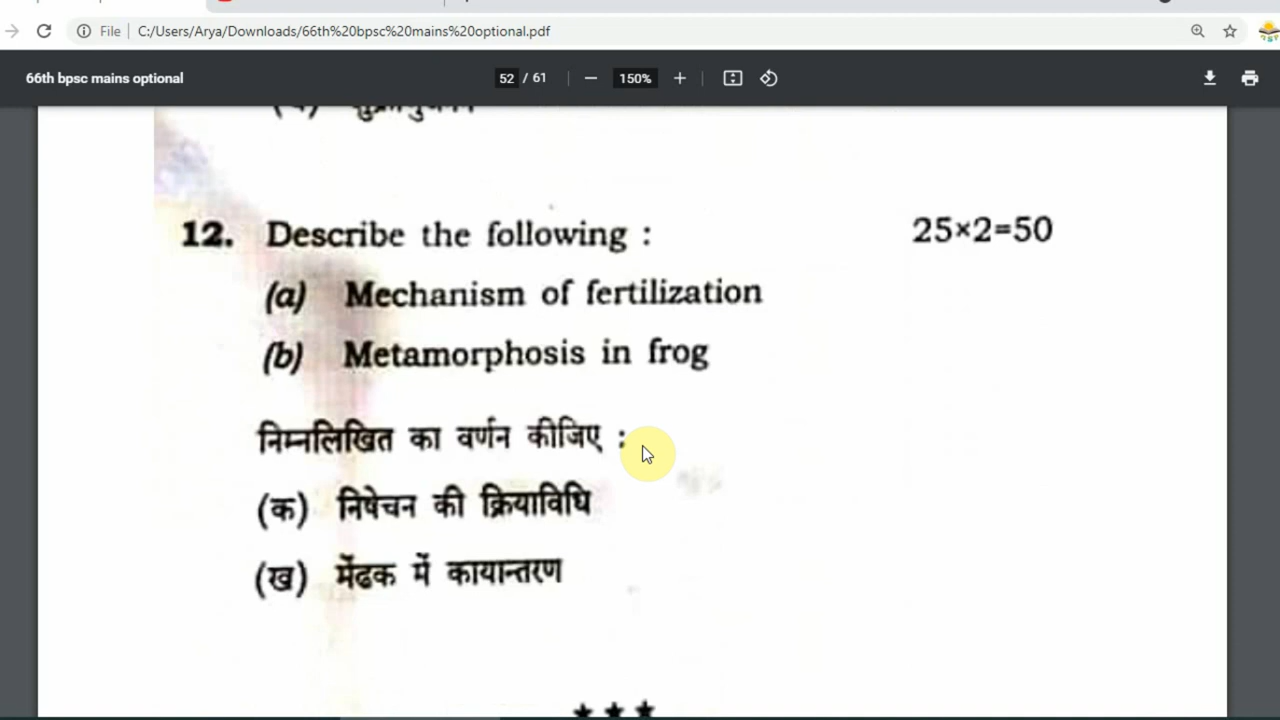 File C:/Users/Arya/Downloads/66th%20bpsc%20mains%20optional.pdf
66th bpsc mains optional 52 / 61 150%
12. Describe the following : 25×2=50
(a) Mechanism of fertilization
(b) Metamorphosis in frog
निम्नलिखित का वर्णन कीजिए :
(क) निषेचन की क्रियाविधि
(ख) मेंढक में कायान्तरण
★ ★ ★